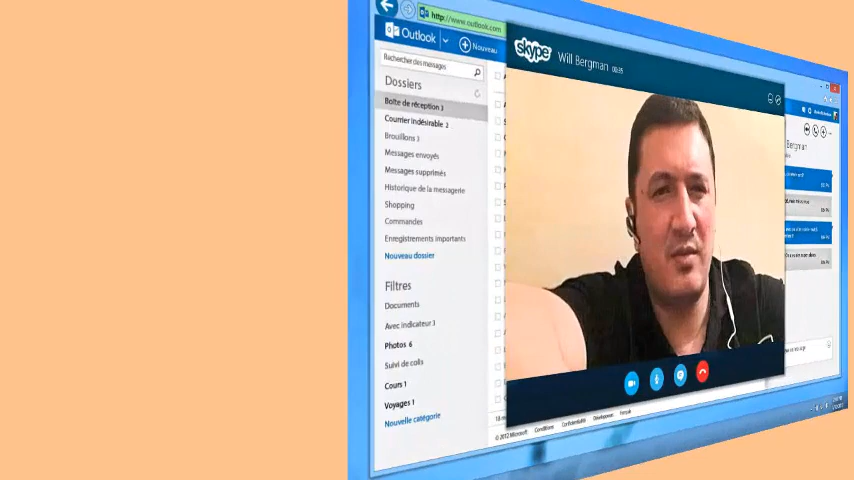 http://www.outlook.com
Outlook
Nouveau
Rechercher des messages
Dossiers
Boîte de réception 3
Courrier indésirable 2
Brouillons 3
Messages envoyés
Messages supprimés
Historique de la messagerie
Shopping
Commandes
Enregistrements importants
Nouveau dossier
Filtres
Documents
Avec indicateur 3
Photos 6
Suivi de colis
Cours 1
Voyages 1
Nouvelle catégorie
skype
Will Bergman
Bergman
© 2012 Microsoft Conditions Confidentialité Développeur Français